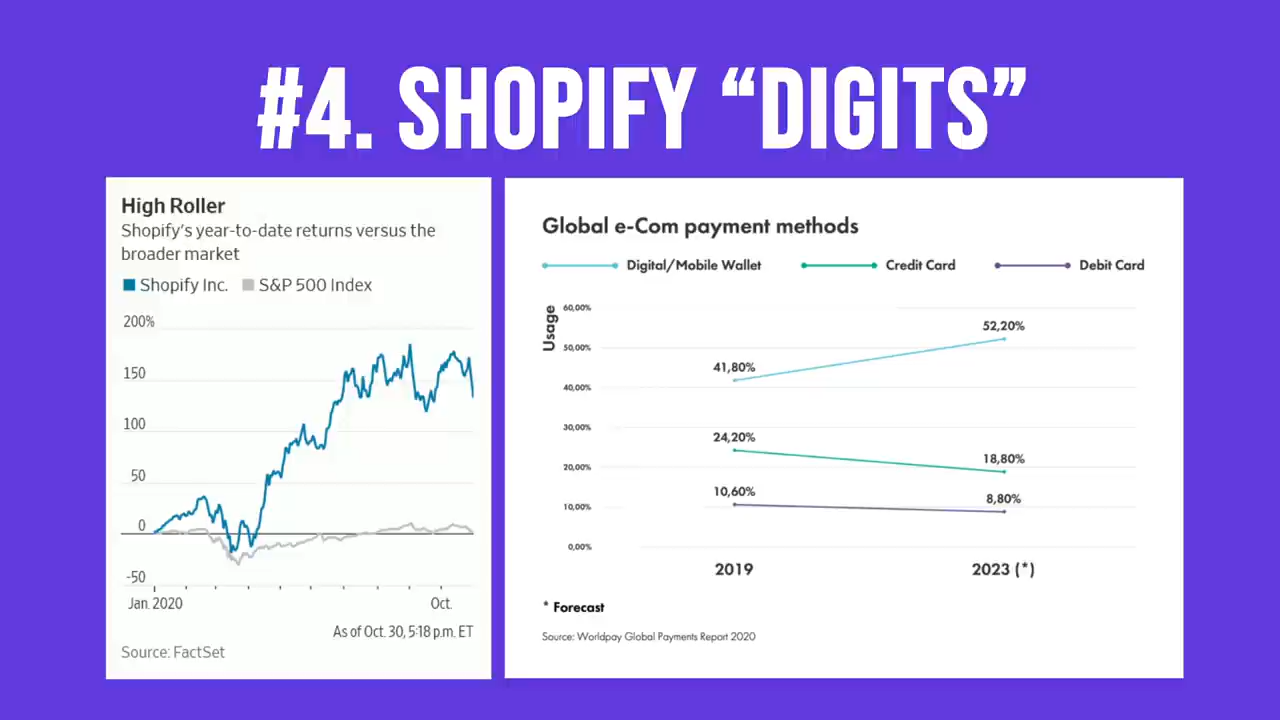 #4. SHOPIFY “DIGITS”
High Roller
Shopify's year-to-date returns versus the
broader market
Shopify Inc. S&P 500 Index
200%
150
100
50
0
-50
Jan. 2020 Oct.
As of Oct. 30, 5:18 p.m. ET
Source: FactSet
Global e-Com payment methods
Digital/Mobile Wallet Credit Card Debit Card
Usage
60,00%
50,00%
40,00%
30,00%
20,00%
10,00%
0,00%
52,20%
41,80%
24,20%
18,80%
10,60%
8,80%
2019 2023 (*)
* Forecast
Source: Worldpay Global Payments Report 2020